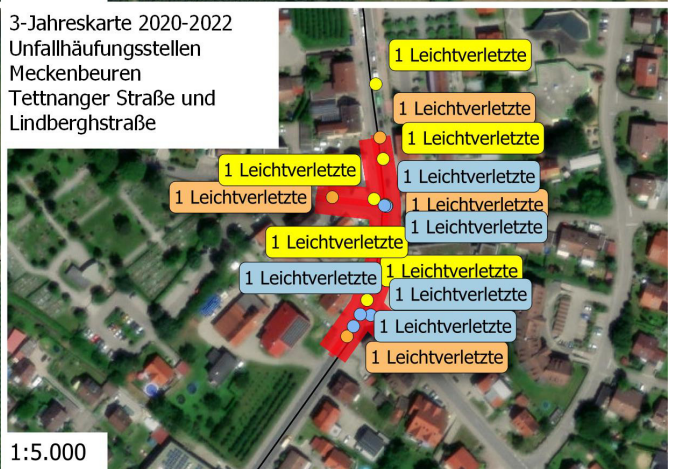 3-Jahreskarte 2020-2022
Unfallhäufungsstellen
Meckenbeuren
Tettnanger Straße und
Lindberghstraße
1 Leichtverletzte
1 Leichtverletzte
1 Leichtverletzte
1 Leichtverletzte
1 Leichtverletzte
1 Leichtverletzte
1 Leichtverletzte
1 Leichtverletzte
1 Leichtverletzte
1 Leichtverletzte
1 Leichtverletzte
1 Leichtverletzte
1 Leichtverletzte
1 Leichtverletzte
1:5.000